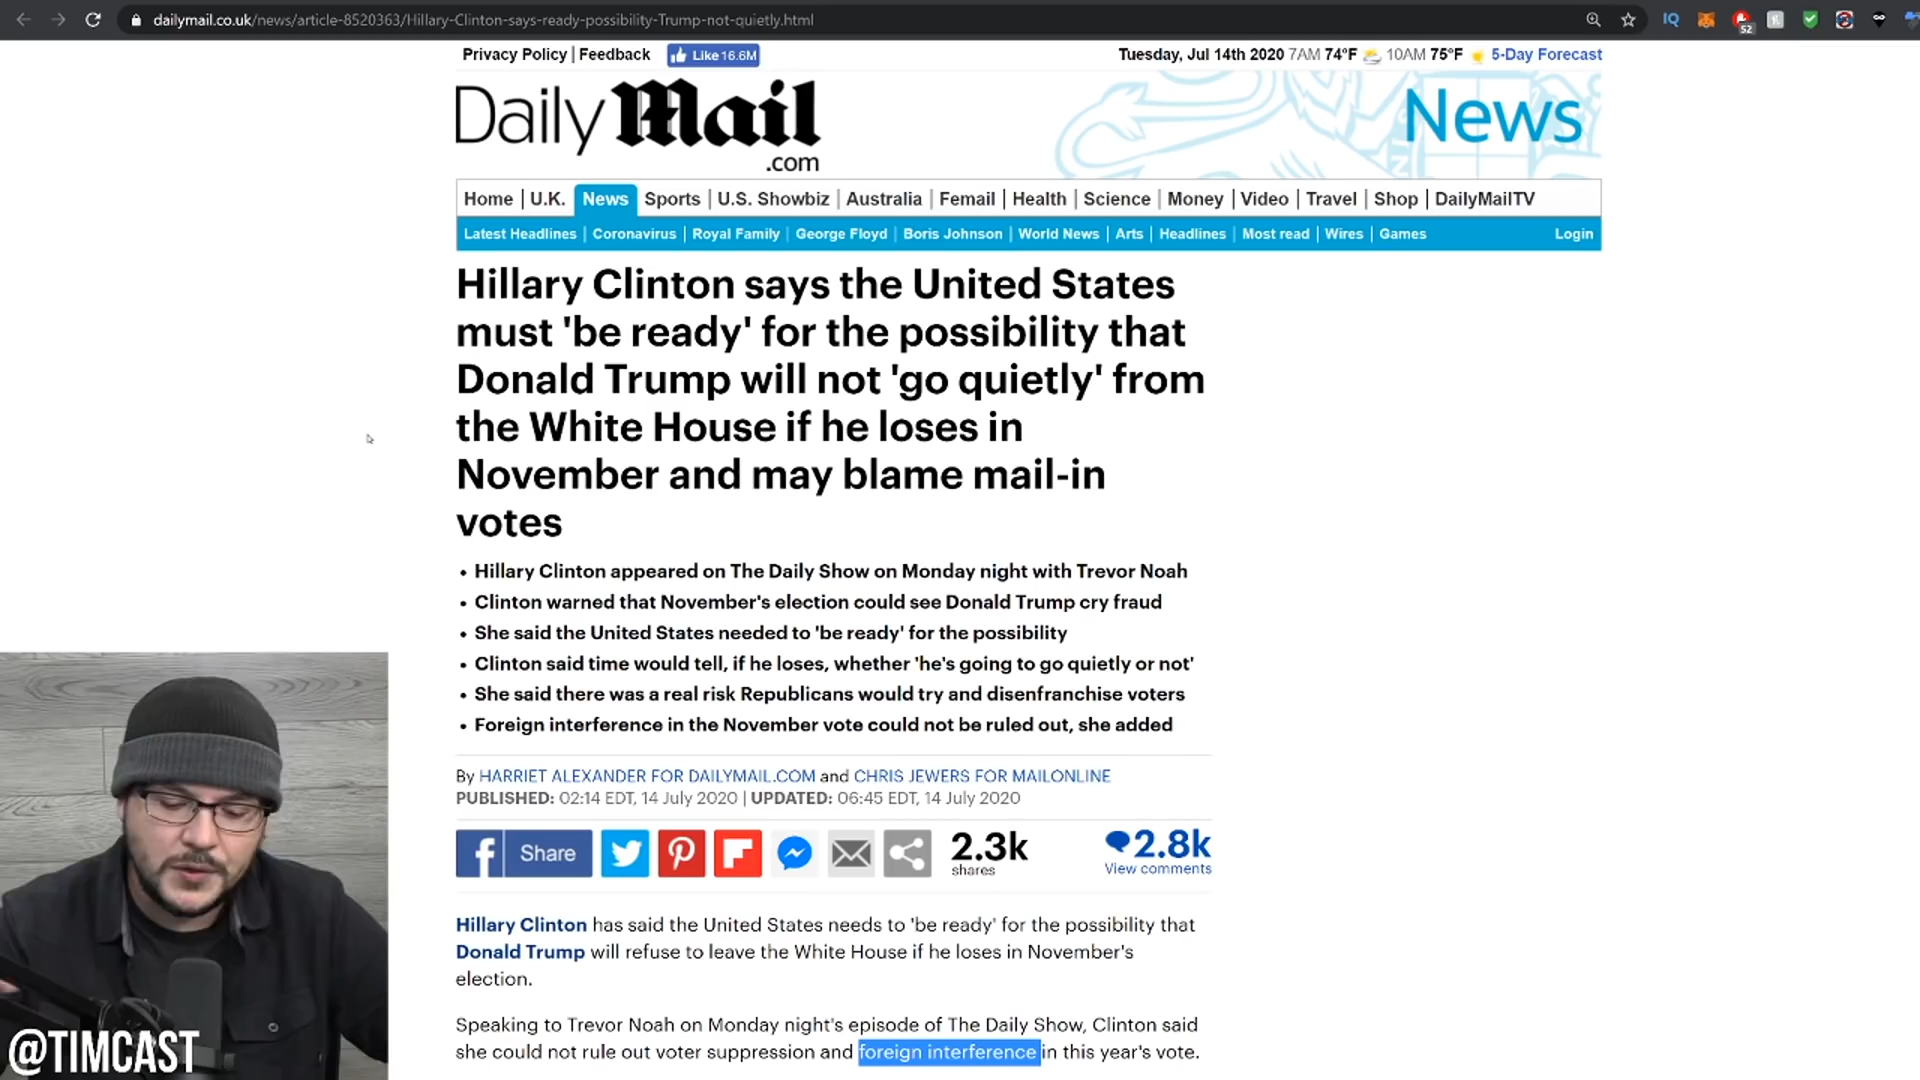 dailymail.co.uk/news/article-8520363/Hillary-Clinton-says-ready-possibility-Trump-not-quietly.html
IQ
52
Privacy Policy | Feedback
Like 16.6M
Tuesday, Jul 14th 2020 7AM 74°F 10AM 75°F 5-Day Forecast
Daily Mail
.com
News
Home | U.K. News Sports | U.S. Showbiz | Australia | Femail | Health | Science | Money | Video | Travel | Shop | DailyMailTV
Latest Headlines | Coronavirus | Royal Family | George Floyd | Boris Johnson | World News | Arts | Headlines | Most read | Wires | Games Login
Hillary Clinton says the United States
must 'be ready' for the possibility that
Donald Trump will not 'go quietly' from
the White House if he loses in
November and may blame mail-in
votes
• Hillary Clinton appeared on The Daily Show on Monday night with Trevor Noah
• Clinton warned that November's election could see Donald Trump cry fraud
• She said the United States needed to 'be ready' for the possibility
• Clinton said time would tell, if he loses, whether 'he's going to go quietly or not'
• She said there was a real risk Republicans would try and disenfranchise voters
• Foreign interference in the November vote could not be ruled out, she added
By HARRIET ALEXANDER FOR DAILYMAIL.COM and CHRIS JEWERS FOR MAILONLINE
PUBLISHED: 02:14 EDT, 14 July 2020 | UPDATED: 06:45 EDT, 14 July 2020
Share
2.3k
shares
2.8k
View comments
Hillary Clinton has said the United States needs to 'be ready' for the possibility that
Donald Trump will refuse to leave the White House if he loses in November's
election.
Speaking to Trevor Noah on Monday night's episode of The Daily Show, Clinton said
she could not rule out voter suppression and foreign interference in this year's vote.
@TIMCAST